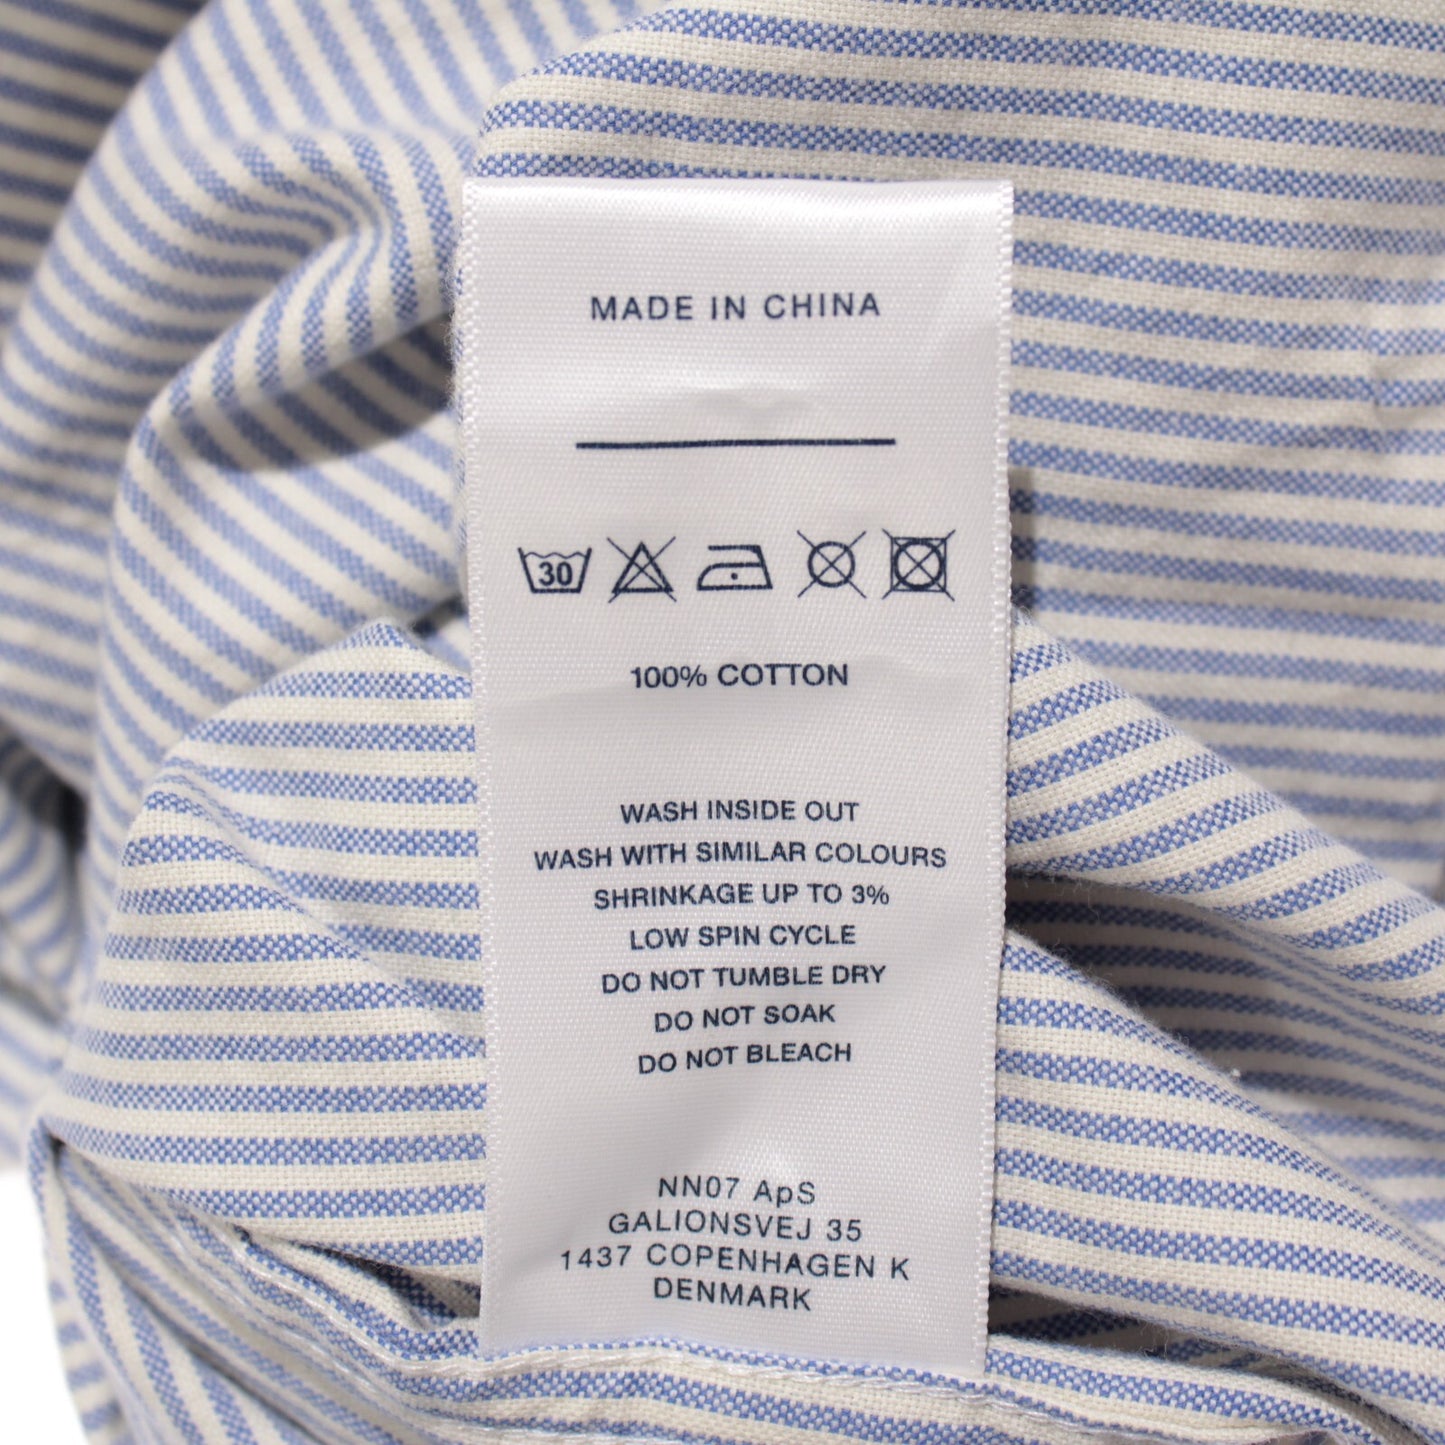 MADE IN CHINA
30
100% COTTON
WASH INSIDE OUT
WASH WITH SIMILAR COLOURS
SHRINKAGE UP TO 3%
LOW SPIN CYCLE
DO NOT TUMBLE DRY
DO NOT SOAK
DO NOT BLEACH
NN07 ApS
GALIONSVEJ 35
1437 COPENHAGEN K
DENMARK